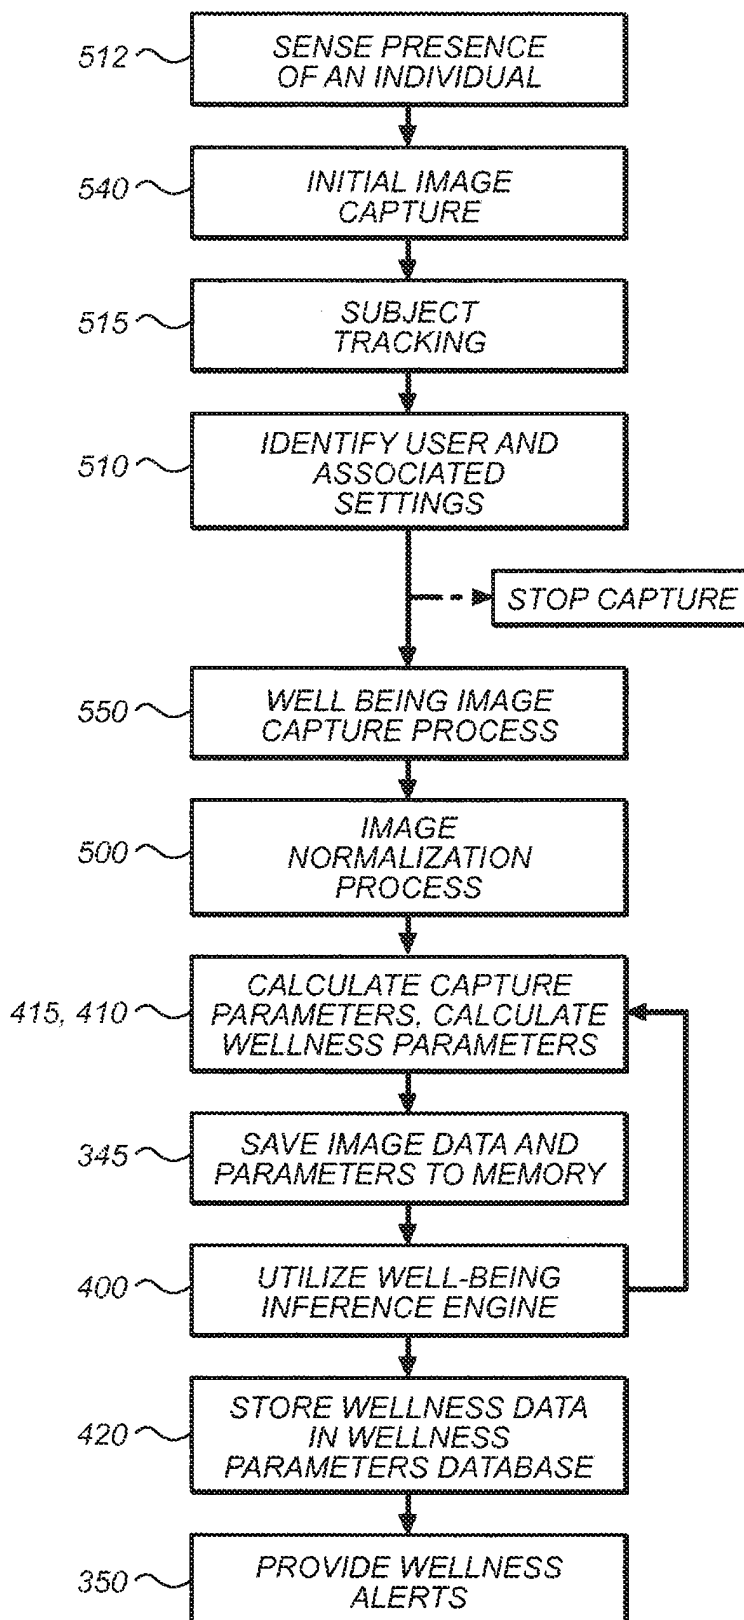 512
SENSE PRESENCE
OF AN INDIVIDUAL
540
INITIAL IMAGE
CAPTURE
515
SUBJECT
TRACKING
510
IDENTIFY USER AND
ASSOCIATED
SETTINGS
STOP CAPTURE
550
WELL BEING IMAGE
CAPTURE PROCESS
500
IMAGE
NORMALIZATION
PROCESS
415, 410
CALCULATE CAPTURE
PARAMETERS, CALCULATE
WELLNESS PARAMETERS
345
SAVE IMAGE DATA AND
PARAMETERS TO MEMORY
400
UTILIZE WELL-BEING
INFERENCE ENGINE
420
STORE WELLNESS DATA
IN WELLNESS
PARAMETERS DATABASE
350
PROVIDE WELLNESS
ALERTS